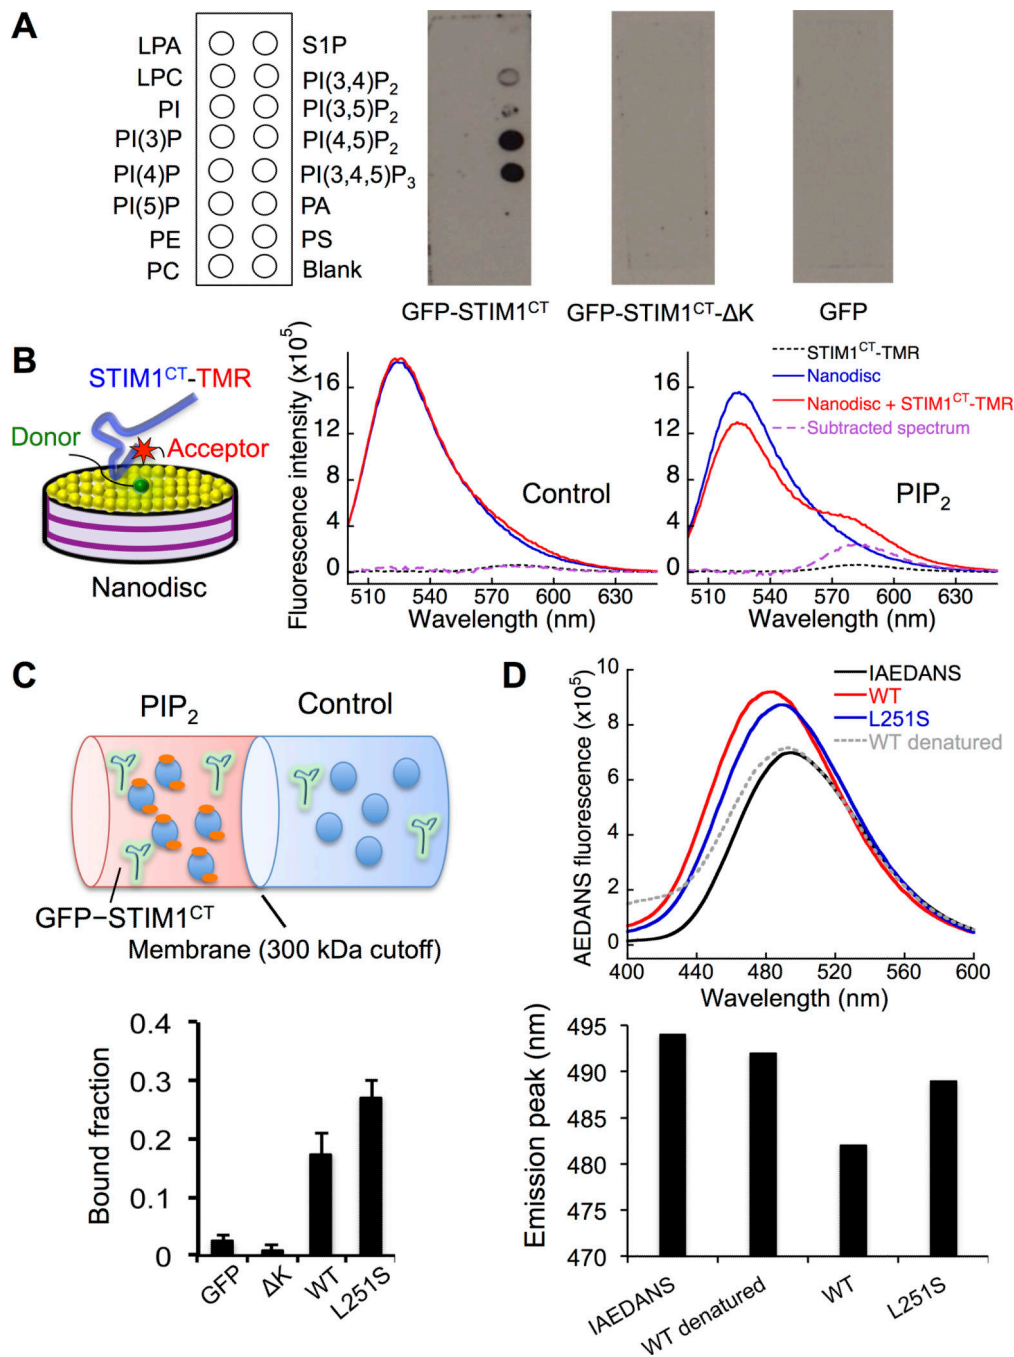 A
LPA S1P
LPC PI(3,4)P2
PI PI(3,5)P2
PI(3)P PI(4,5)P2
PI(4)P PI(3,4,5)P3
PI(5)P PA
PE PS
PC Blank
GFP-STIM1CT GFP-STIM1CT-ΔK GFP
B
STIM1CT-TMR
Donor
Acceptor
Nanodisc
Fluorescence intensity (x10^5)
16
12
8
4
0
510 540 570 600 630
Wavelength (nm)
Control
16
12
8
4
0
510 540 570 600 630
Wavelength (nm)
PIP2
STIM1CT-TMR
Nanodisc
Nanodisc + STIM1CT-TMR
Subtracted spectrum
C
PIP2 Control
GFP−STIM1CT
Membrane (300 kDa cutoff)
Bound fraction
0.4
0.3
0.2
0.1
0
GFP ΔK WT L251S
D
AEDANS fluorescence (x10^5)
10
8
6
4
2
0
400 440 480 520 560 600
Wavelength (nm)
IAEDANS
WT
L251S
WT denatured
Emission peak (nm)
495
490
485
480
475
470
IAEDANS WT denatured WT L251S